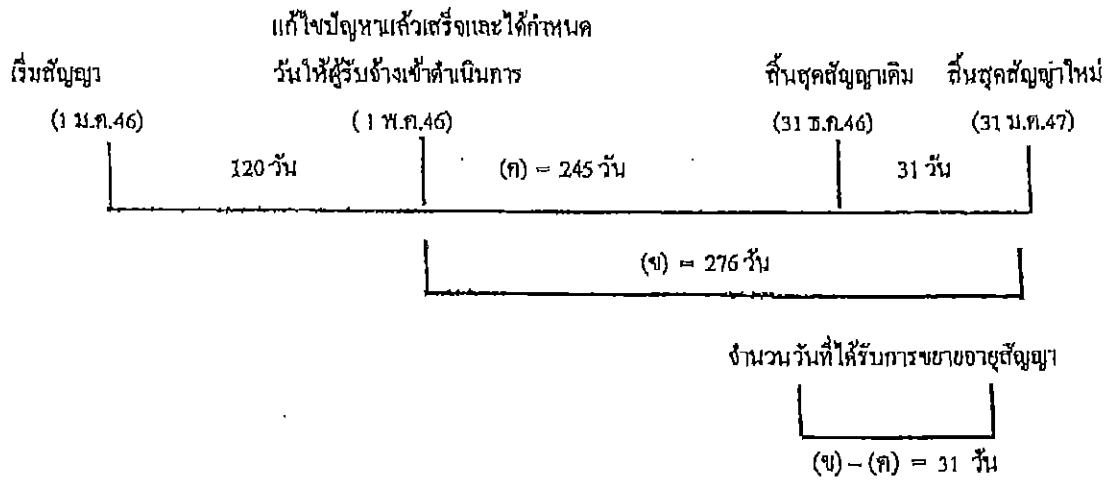 แก้ไขปัญหาแล้วเสร็จและได้กำหนด
เริ่มสัญญา วันให้ผู้รับจ้างเข้าดำเนินการ สิ้นสุดสัญญาเดิม สิ้นสุดสัญญาใหม่
(1 ม.ค.46) (1 พ.ค.46) (31 ธ.ค.46) (31 ม.ค.47)
120 วัน (ค) = 245 วัน 31 วัน
(ข) = 276 วัน
จำนวนวันที่ได้รับการขยายอายุสัญญา
(ข) – (ค) = 31 วัน